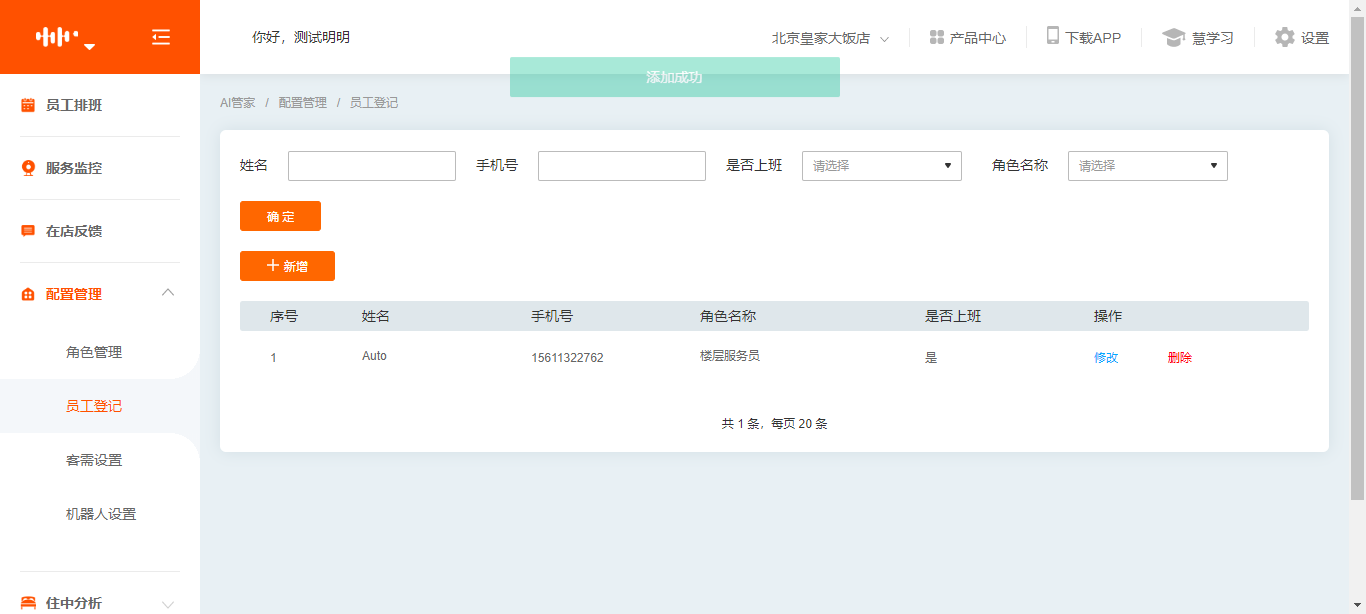 你好，测试明明
北京皇家大饭店
产品中心
下载APP
慧学习
设置
添加成功
员工排班
服务监控
在店反馈
配置管理
角色管理
员工登记
客需设置
机器人设置
住中分析
AI管家 / 配置管理 / 员工登记
姓名 手机号 是否上班 请选择 角色名称 请选择
确 定
新增
序号 姓名 手机号 角色名称 是否上班 操作
1 Auto 15611322762 楼层服务员 是 修改 删除
共 1 条，每页 20 条